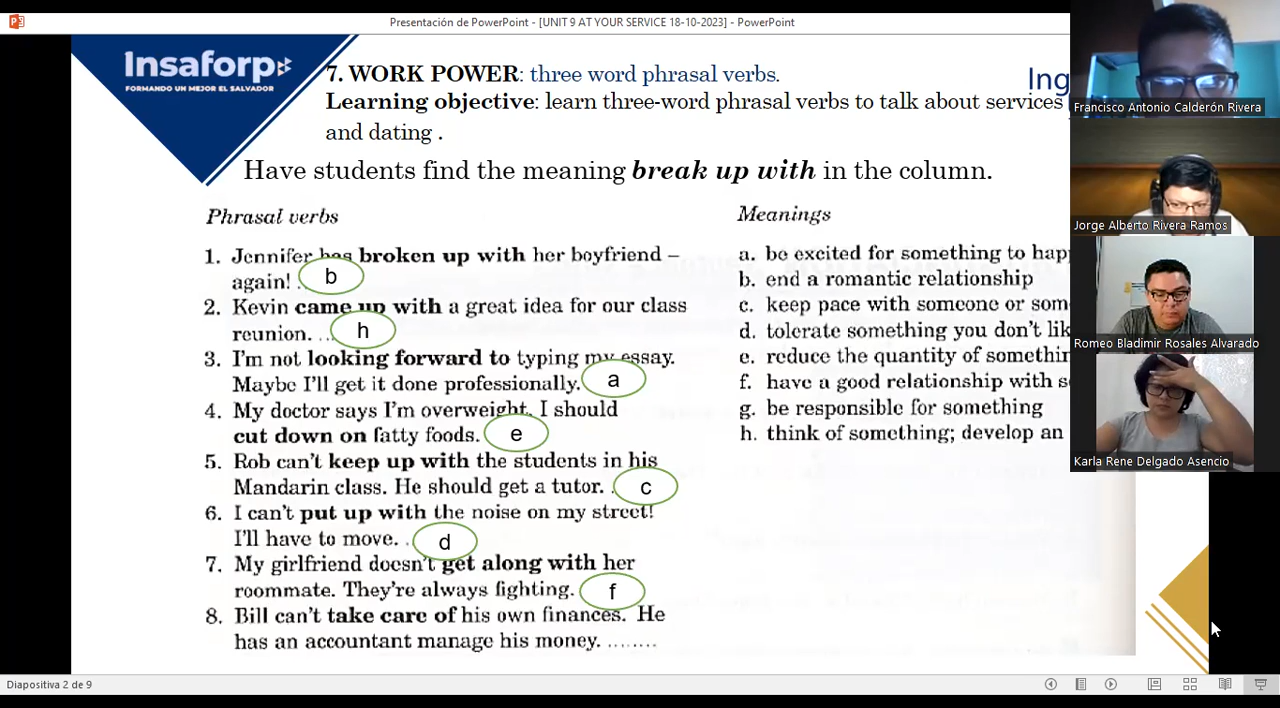 Presentación de PowerPoint - [UNIT 9 AT YOUR SERVICE 18-10-2023] - PowerPoint
Insaforp
FORMANDO UN MEJOR EL SALVADOR
7. WORK POWER: three word phrasal verbs.
Ing
Learning objective: learn three-word phrasal verbs to talk about services
and dating .
Have students find the meaning break up with in the column.
Phrasal verbs
1. Jennifer has broken up with her boyfriend –
again! b
2. Kevin came up with a great idea for our class
reunion. .. h
3. I'm not looking forward to typing my essay.
Maybe I'll get it done professionally. a
4. My doctor says I'm overweight. I should
cut down on fatty foods. e
5. Rob can't keep up with the students in his
Mandarin class. He should get a tutor. . c
6. I can't put up with the noise on my street!
I'll have to move. . d
7. My girlfriend doesn't get along with her
roommate. They're always fighting. f
8. Bill can't take care of his own finances. He
has an accountant manage his money. ........
Meanings
a. be excited for something to hap
b. end a romantic relationship
c. keep pace with someone or som
d. tolerate something you don't lik
e. reduce the quantity of somethin
f. have a good relationship with s
g. be responsible for something
h. think of something; develop an
Francisco Antonio Calderón Rivera
Jorge Alberto Rivera Ramos
Romeo Bladimir Rosales Alvarado
Karla Rene Delgado Asencio
Diapositiva 2 de 9